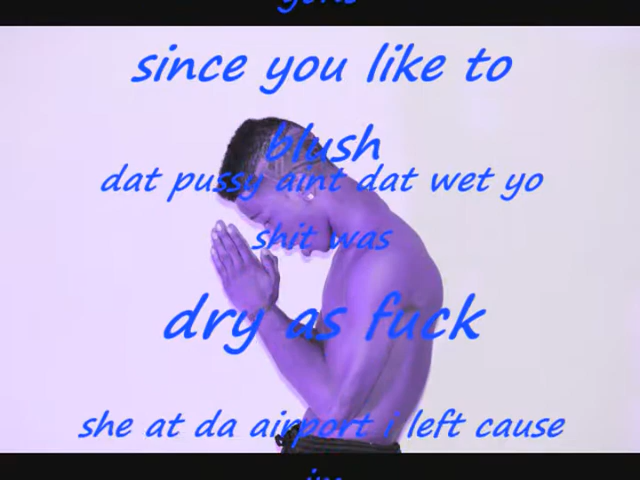 since you like to
blush
dat pussy aint dat wet yo
shit was
dry as fuck
she at da airport i left cause
im